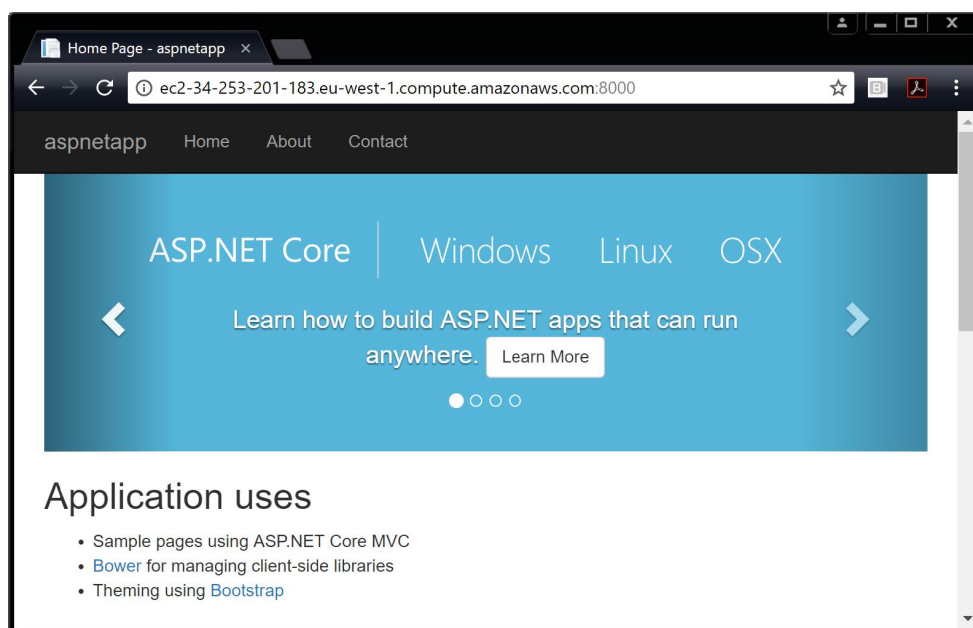 Home Page - aspnetapp
ec2-34-253-201-183.eu-west-1.compute.amazonaws.com:8000
aspnetapp Home About Contact
ASP.NET Core Windows Linux OSX
Learn how to build ASP.NET apps that can run
anywhere. Learn More
Application uses
• Sample pages using ASP.NET Core MVC
• Bower for managing client-side libraries
• Theming using Bootstrap